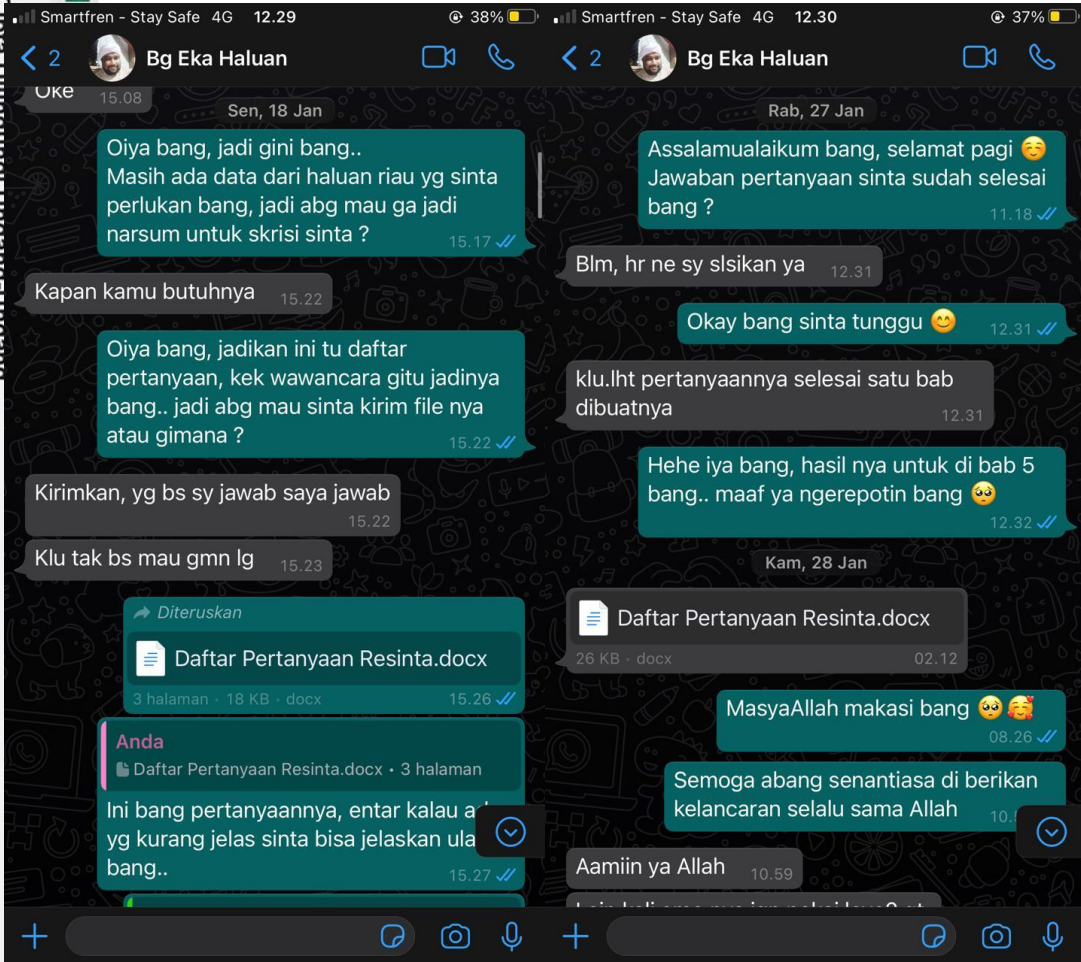 Smartfren - Stay Safe 4G 12.29 38%
2 Bg Eka Haluan
Oke 15.08
Sen, 18 Jan
Oiya bang, jadi gini bang..
Masih ada data dari haluan riau yg sinta
perlukan bang, jadi abg mau ga jadi
narsum untuk skrisi sinta ? 15.17
Kapan kamu butuhnya 15.22
Oiya bang, jadikan ini tu daftar
pertanyaan, kek wawancara gitu jadinya
bang.. jadi abg mau sinta kirim file nya
atau gimana ? 15.22
Kirimkan, yg bs sy jawab saya jawab
15.22
Klu tak bs mau gmn lg 15.23
Diteruskan
Daftar Pertanyaan Resinta.docx
3 halaman · 18 KB · docx 15.26
Anda
Daftar Pertanyaan Resinta.docx • 3 halaman
Ini bang pertanyaannya, entar kalau
yg kurang jelas sinta bisa jelaskan
bang.. 15.27
Smartfren - Stay Safe 4G 12.30 37%
2 Bg Eka Haluan
Rab, 27 Jan
Assalamualaikum bang, selamat pagi ☺️
Jawaban pertanyaan sinta sudah selesai
bang ? 11.18
Blm, hr ne sy slsikan ya 12.31
Okay bang sinta tunggu 😊 12.31
klu.lht pertanyaannya selesai satu bab
dibuatnya 12.31
Hehe iya bang, hasil nya untuk di bab 5
bang.. maaf ya ngerepotin bang 🥺
12.32
Kam, 28 Jan
Daftar Pertanyaan Resinta.docx
26 KB · docx 02.12
MasyaAllah makasi bang 🥺🥰
08.26
Semoga abang senantiasa di berikan
kelancaran selalu sama Allah
Aamiin ya Allah 10.59